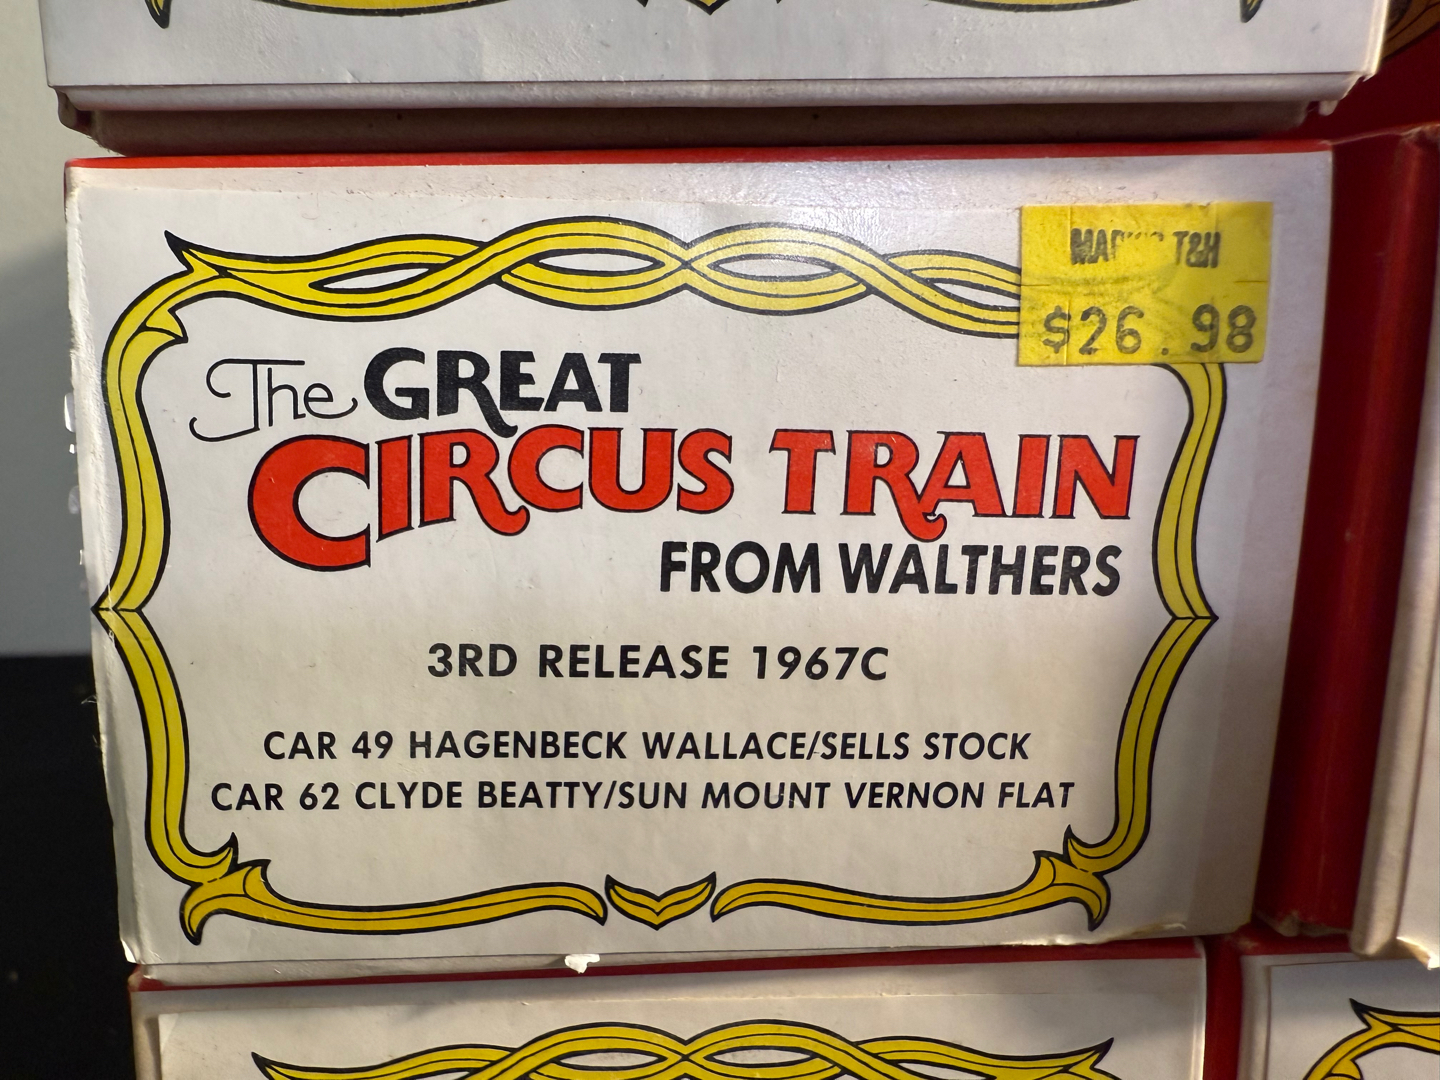 T&H
$26.98
The GREAT
CIRCUS TRAIN
FROM WALTHERS
3RD RELEASE 1967C
CAR 49 HAGENBECK WALLACE/SELLS STOCK
CAR 62 CLYDE BEATTY/SUN MOUNT VERNON FLAT